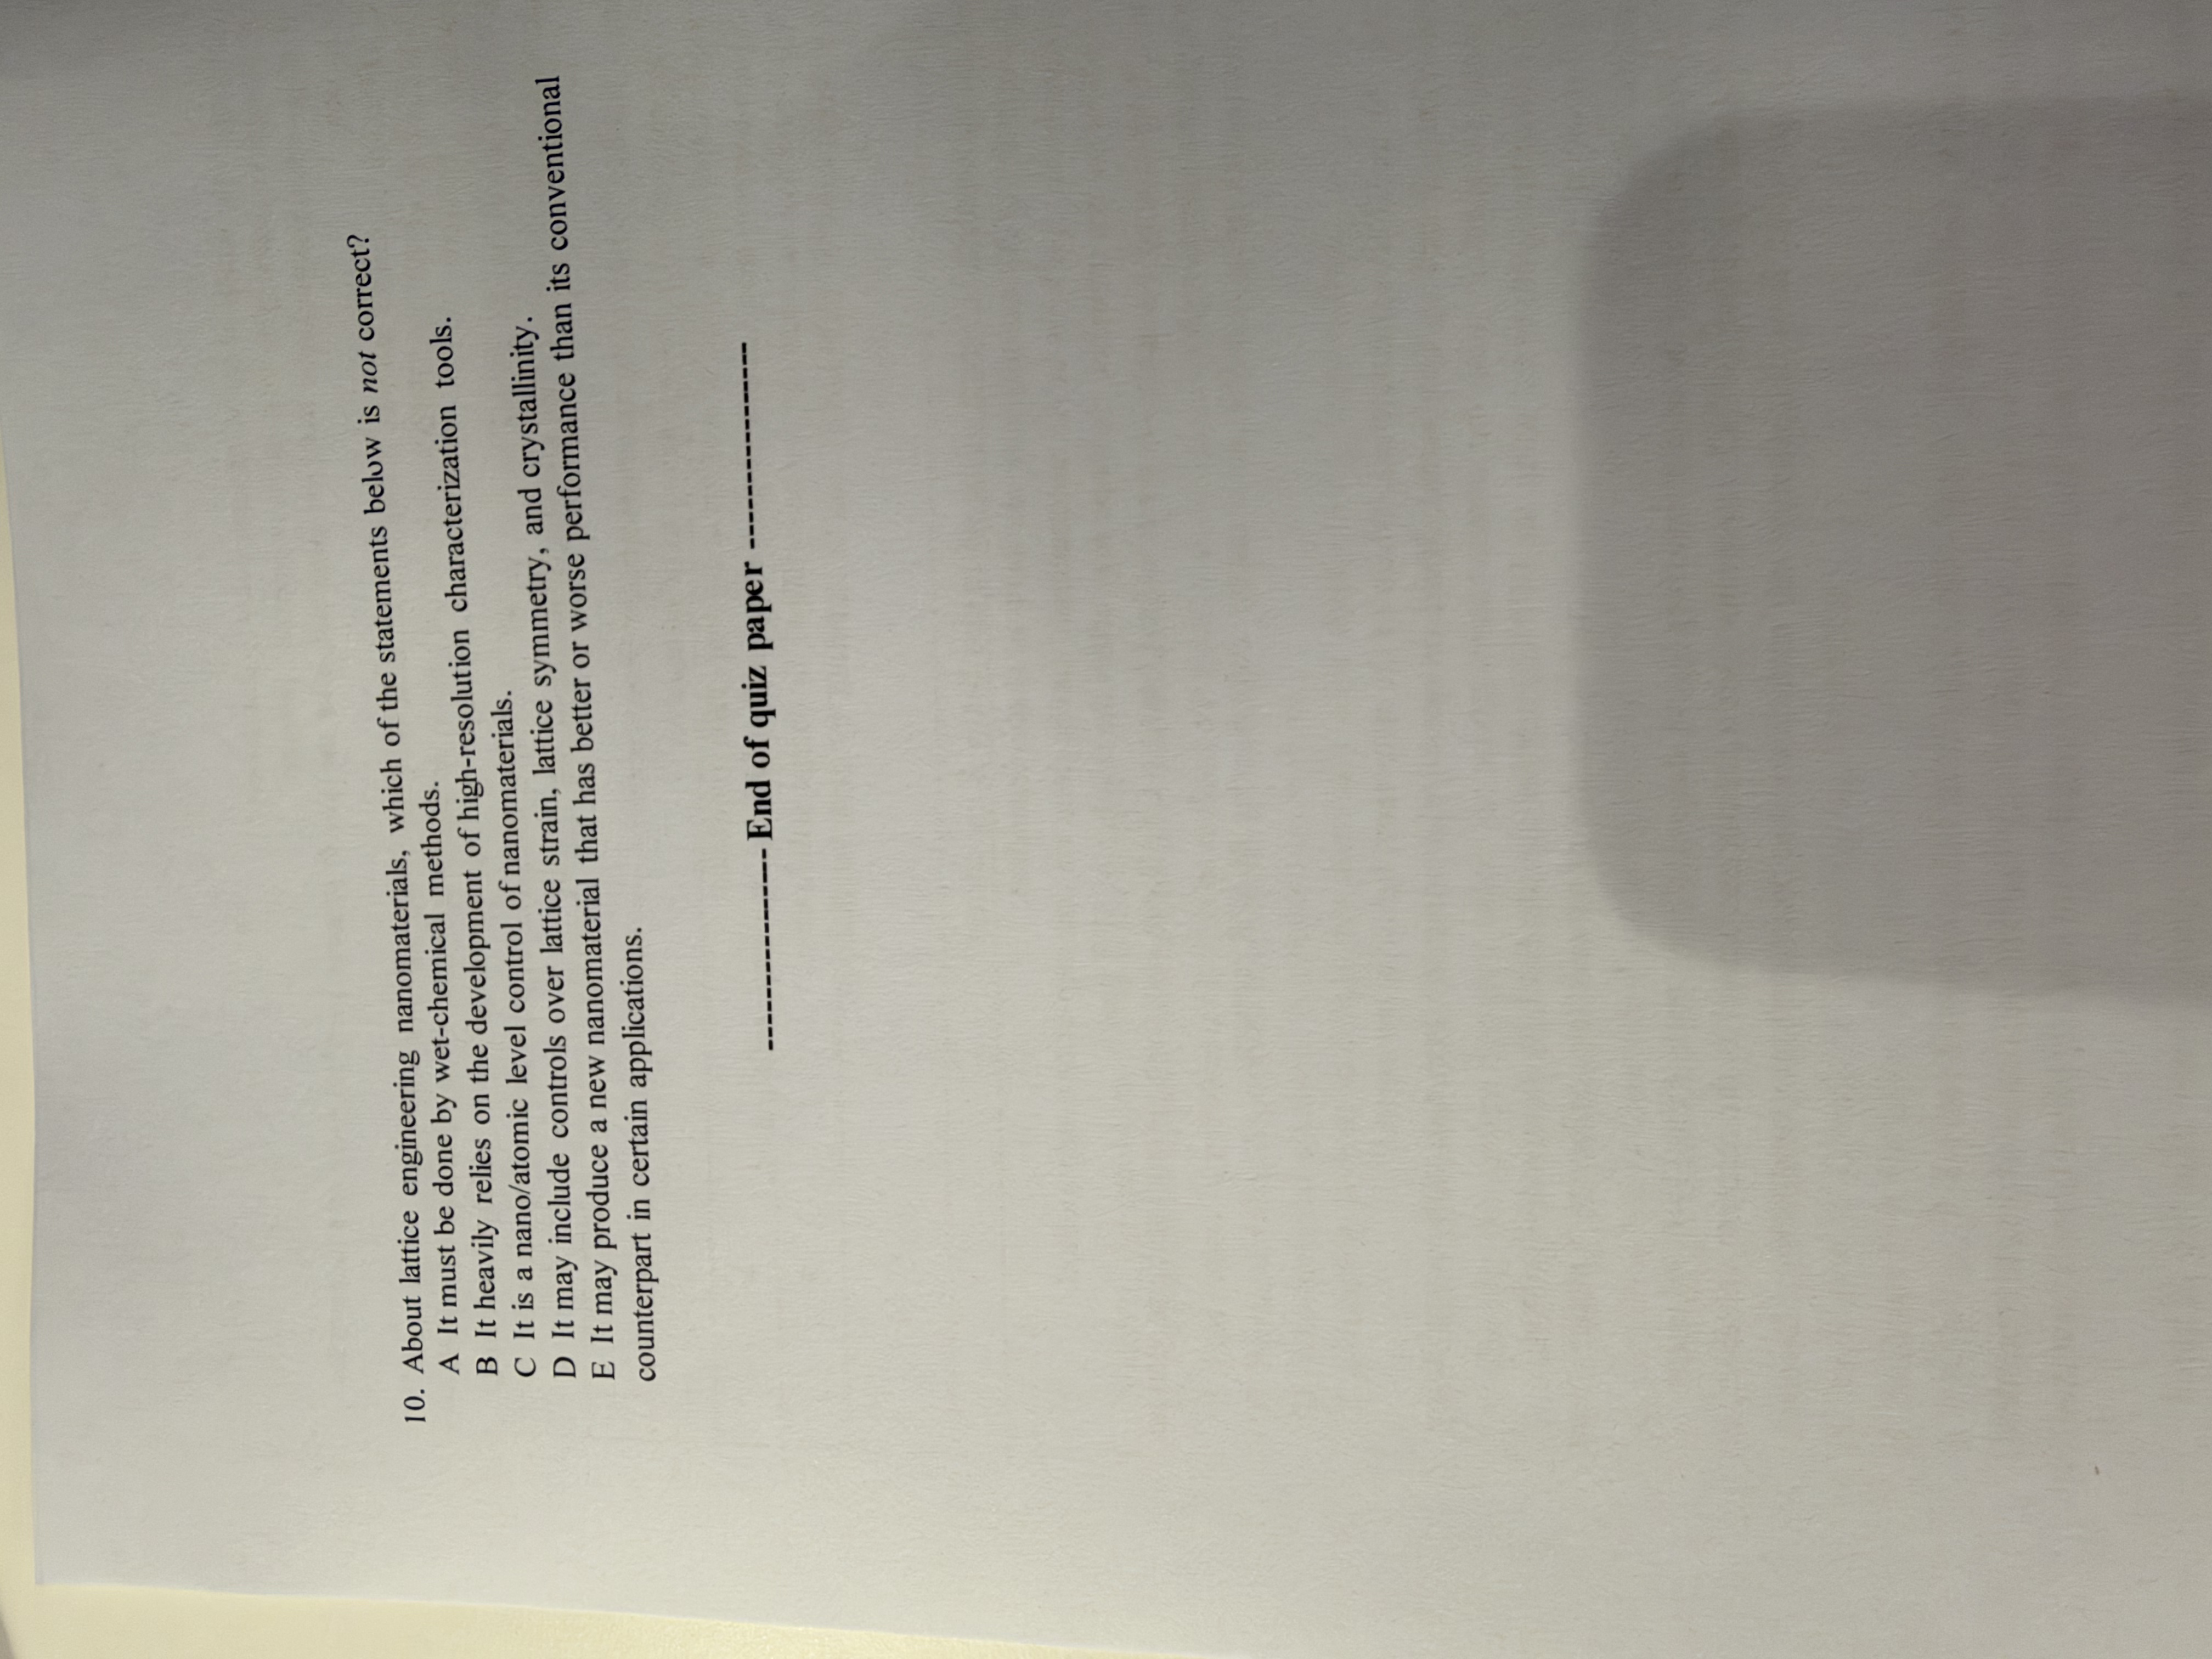 10. About lattice engineering nanomaterials, which of the statements below is not correct?
A It must be done by wet-chemical methods.
B It heavily relies on the development of high-resolution characterization tools.
C It is a nano/atomic level control of nanomaterials.
D It may include controls over lattice strain, lattice symmetry, and crystallinity.
E It may produce a new nanomaterial that has better or worse performance than its conventional
counterpart in certain applications.
---------------- End of quiz paper ----------------